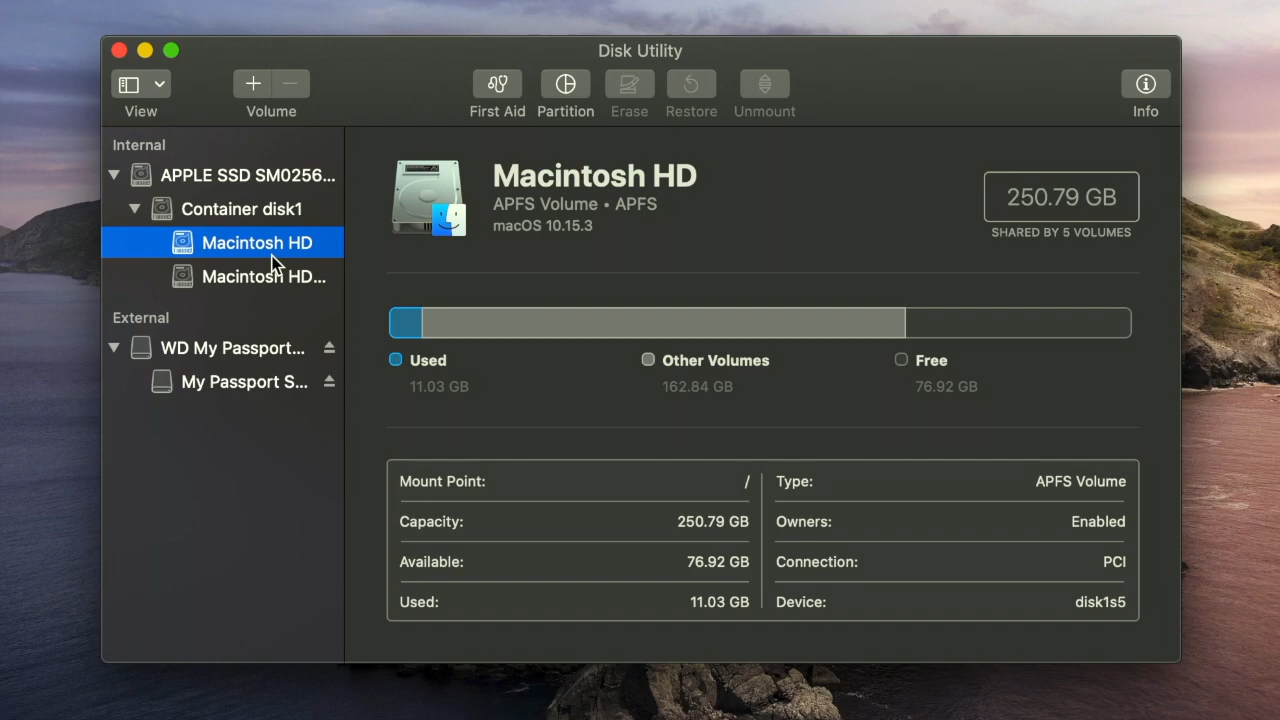 Disk Utility
View
Volume
First Aid
Partition
Erase
Restore
Unmount
Info
Internal
APPLE SSD SM0256...
Container disk1
Macintosh HD
Macintosh HD...
External
WD My Passport...
My Passport S...
Macintosh HD
APFS Volume • APFS
macOS 10.15.3
250.79 GB
SHARED BY 5 VOLUMES
Used
11.03 GB
Other Volumes
162.84 GB
Free
76.92 GB
Mount Point: /
Capacity: 250.79 GB
Available: 76.92 GB
Used: 11.03 GB
Type: APFS Volume
Owners: Enabled
Connection: PCI
Device: disk1s5